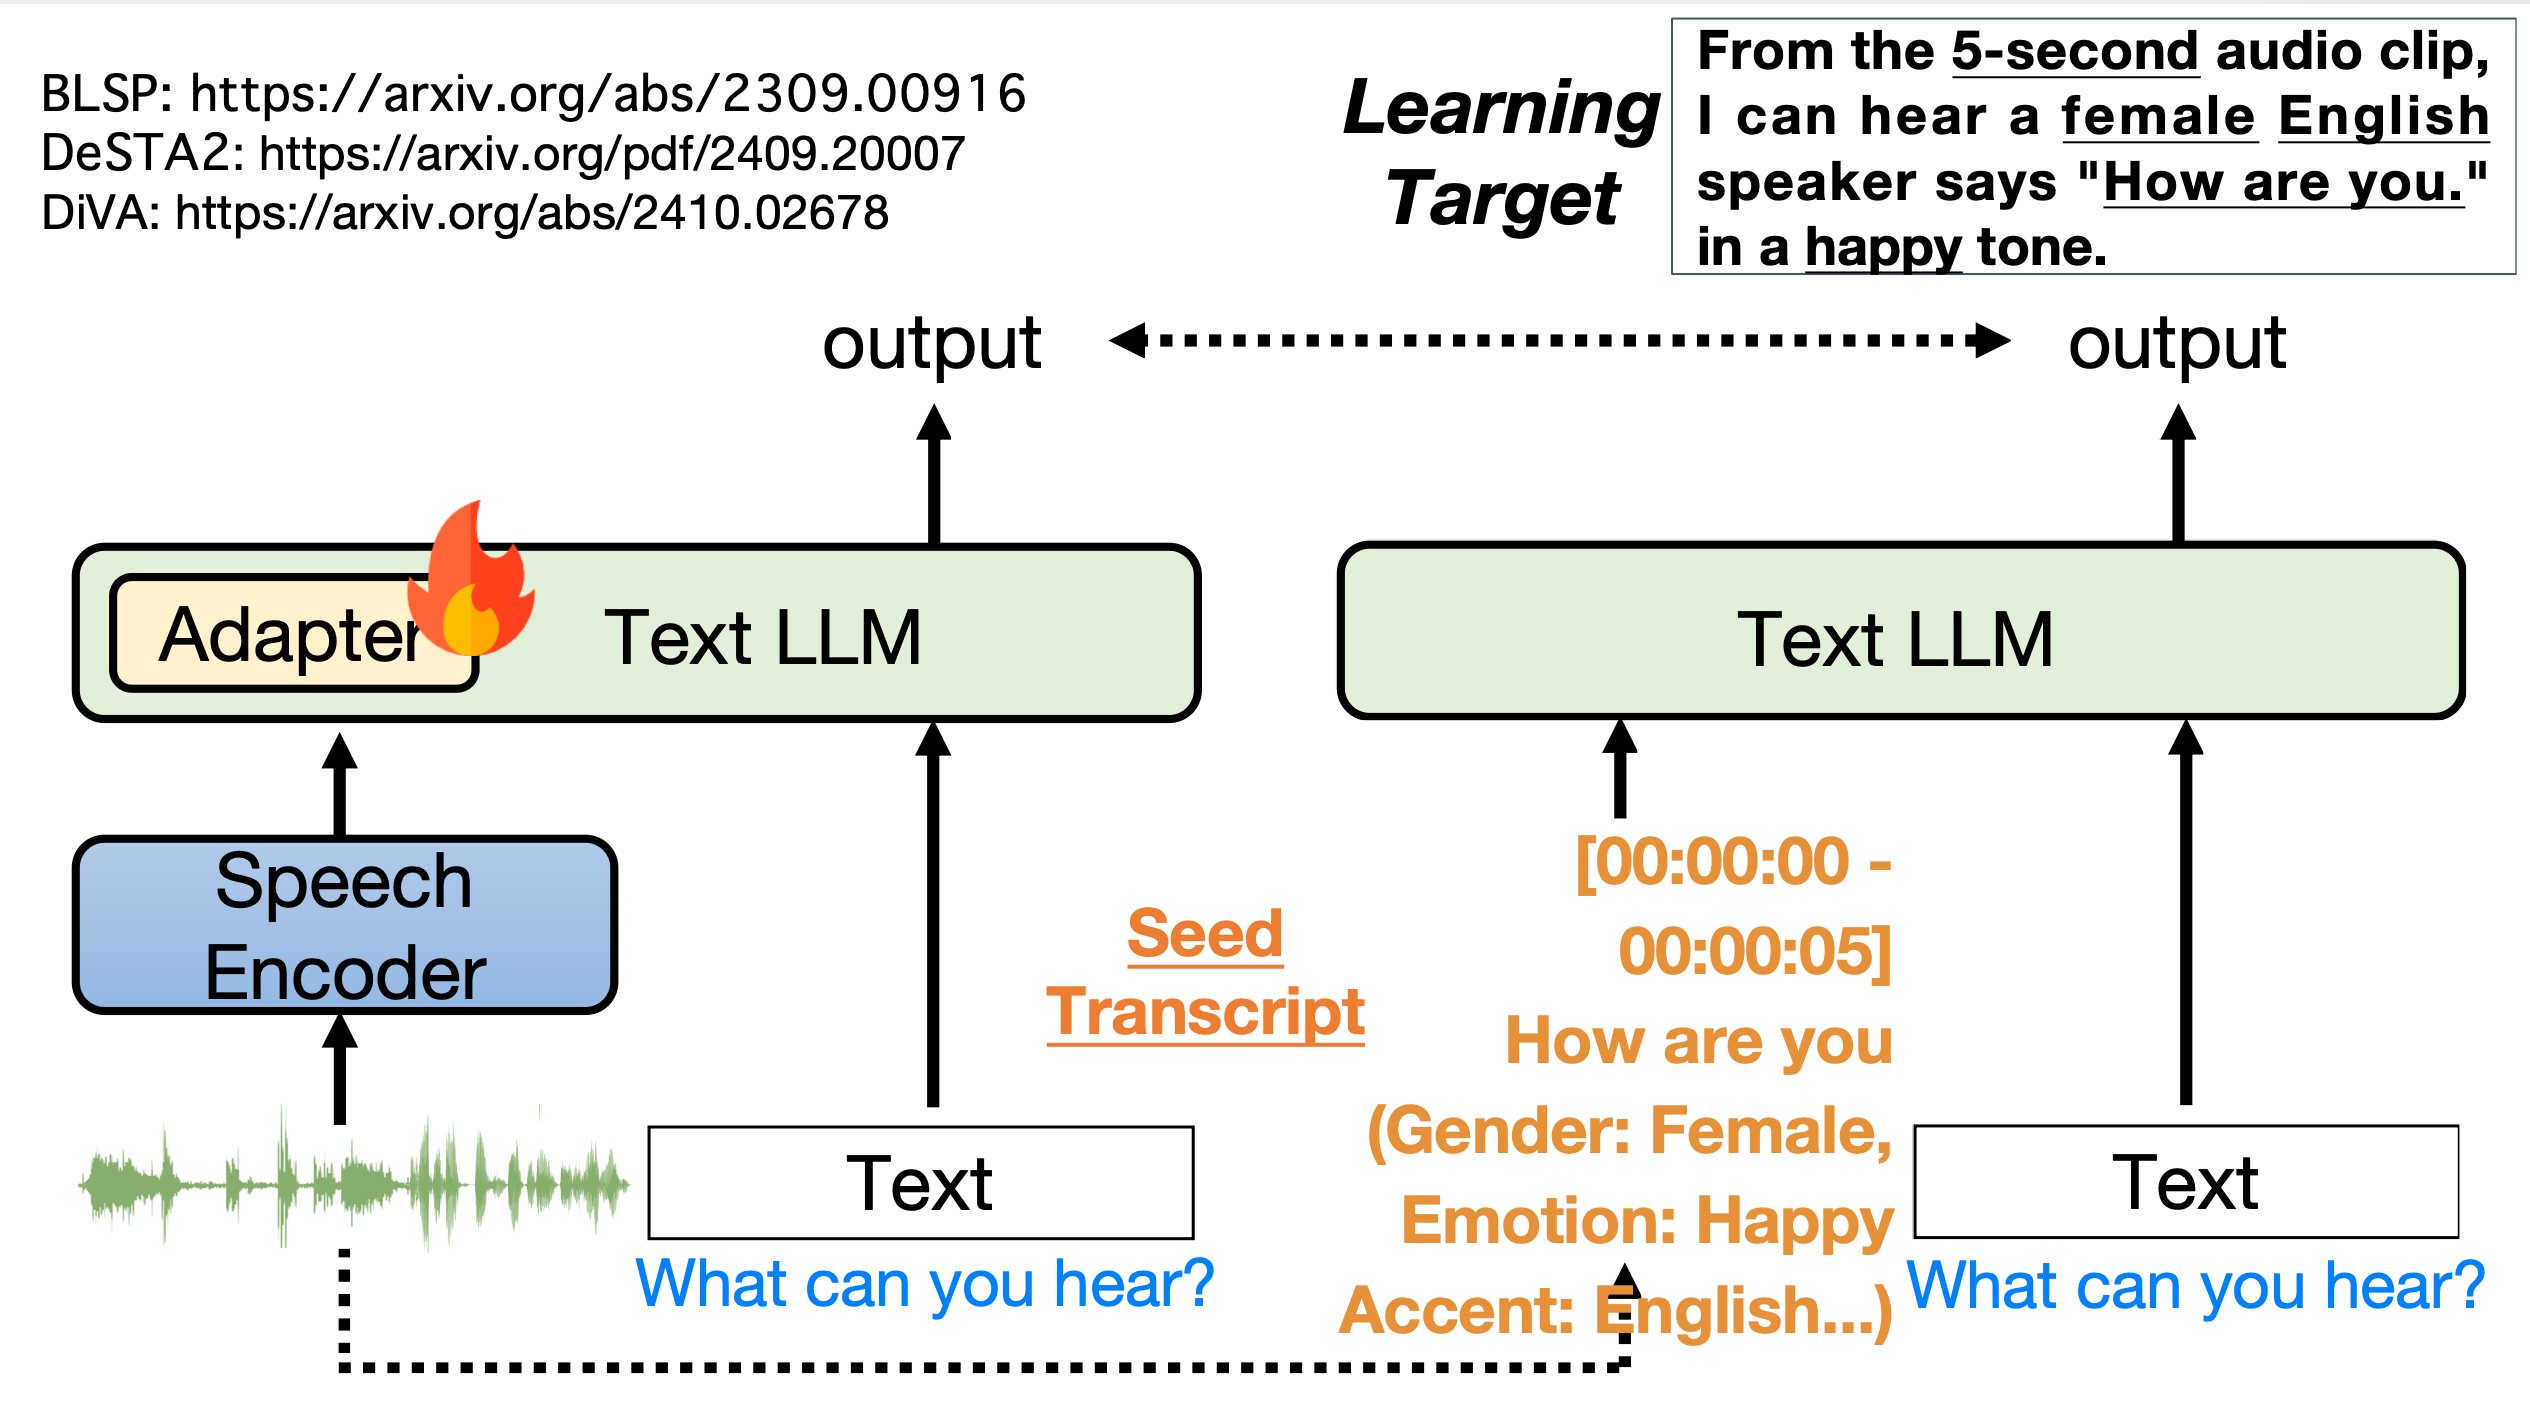 BLSP: https://arxiv.org/abs/2309.00916
DeSTA2: https://arxiv.org/pdf/2409.20007
DiVA: https://arxiv.org/abs/2410.02678
Learning
Target
From the 5-second audio clip,
I can hear a female English
speaker says "How are you."
in a happy tone.
output
output
Adapter
Text LLM
Text LLM
Speech
Encoder
Seed
Transcript
[00:00:00 -
00:00:05]
How are you
(Gender: Female,
Emotion: Happy
Accent: English...)
Text
What can you hear?
Text
What can you hear?